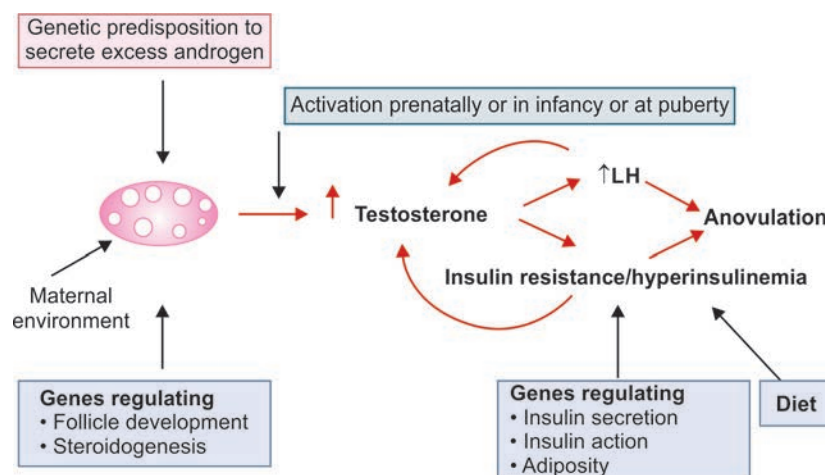 Genetic predisposition to
secrete excess androgen
Activation prenatally or in infancy or at puberty
↑LH
↑ Testosterone
Anovulation
Insulin resistance/hyperinsulinemia
Maternal
environment
Genes regulating
• Follicle development
• Steroidogenesis
Genes regulating
• Insulin secretion
• Insulin action
• Adiposity
Diet